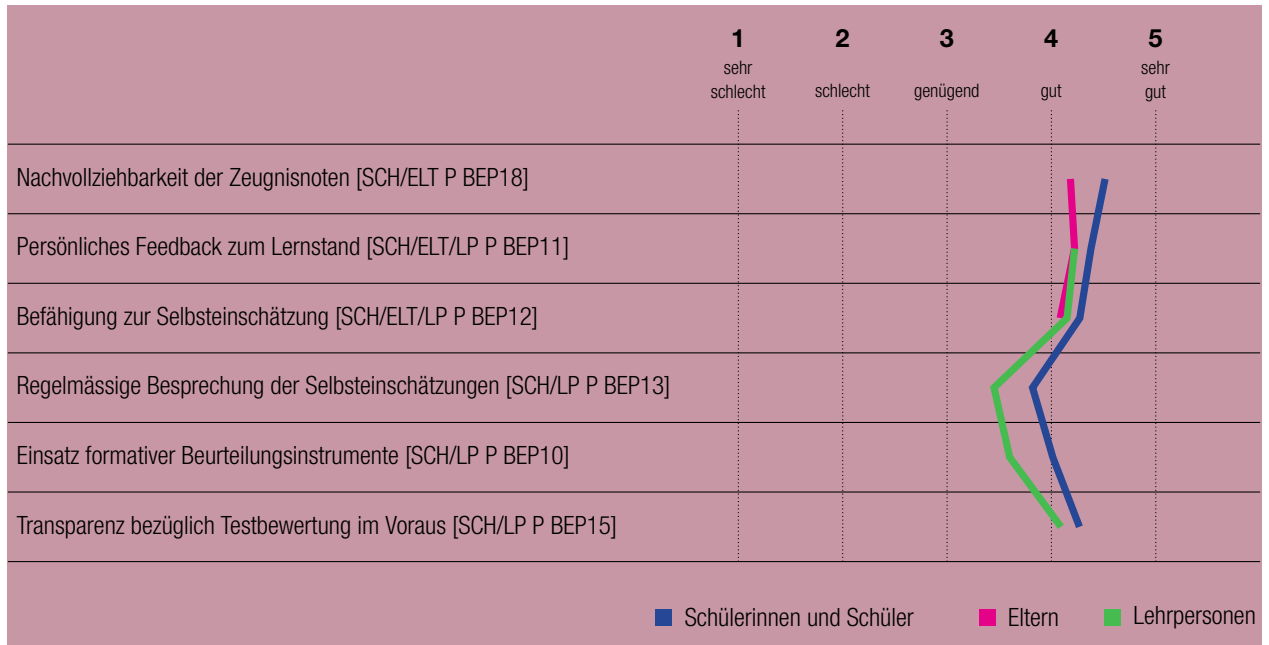 1 2 3 4 5
sehr schlecht schlecht genügend gut sehr gut
Nachvollziehbarkeit der Zeugnisnoten [SCH/ELT P BEP18]
Persönliches Feedback zum Lernstand [SCH/ELT/LP P BEP11]
Befähigung zur Selbsteinschätzung [SCH/ELT/LP P BEP12]
Regelmässige Besprechung der Selbsteinschätzungen [SCH/LP P BEP13]
Einsatz formativer Beurteilungsinstrumente [SCH/LP P BEP10]
Transparenz bezüglich Testbewertung im Voraus [SCH/LP P BEP15]
Schülerinnen und Schüler Eltern Lehrpersonen